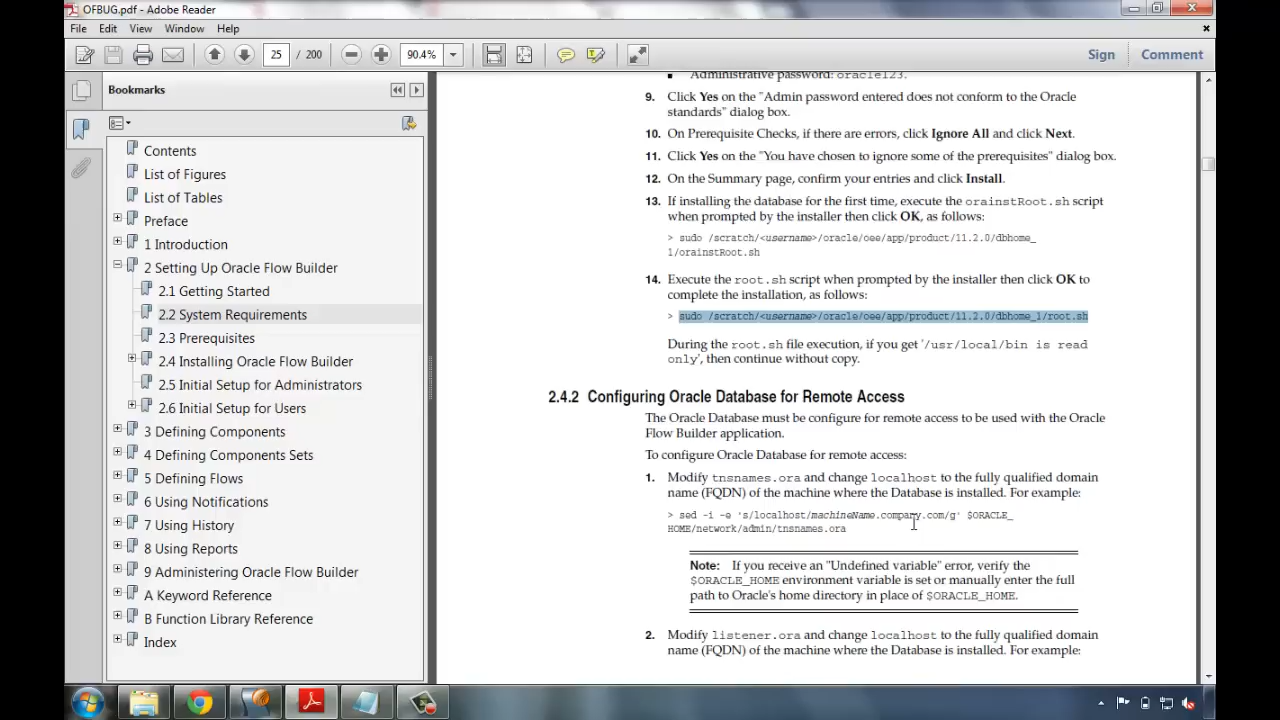 OFBUG.pdf - Adobe Reader
File Edit View Window Help
25 / 200 90.4% Sign Comment
Bookmarks
Contents
List of Figures
List of Tables
Preface
1 Introduction
2 Setting Up Oracle Flow Builder
2.1 Getting Started
2.2 System Requirements
2.3 Prerequisites
2.4 Installing Oracle Flow Builder
2.5 Initial Setup for Administrators
2.6 Initial Setup for Users
3 Defining Components
4 Defining Components Sets
5 Defining Flows
6 Using Notifications
7 Using History
8 Using Reports
9 Administering Oracle Flow Builder
A Keyword Reference
B Function Library Reference
Index
■ Administrative password: oracle123.
9. Click Yes on the "Admin password entered does not conform to the Oracle
standards" dialog box.
10. On Prerequisite Checks, if there are errors, click Ignore All and click Next.
11. Click Yes on the "You have chosen to ignore some of the prerequisites" dialog box.
12. On the Summary page, confirm your entries and click Install.
13. If installing the database for the first time, execute the orainstRoot.sh script
when prompted by the installer then click OK, as follows:
> sudo /scratch/<username>/oracle/oee/app/product/11.2.0/dbhome_
1/orainstRoot.sh
14. Execute the root.sh script when prompted by the installer then click OK to
complete the installation, as follows:
> sudo /scratch/<username>/oracle/oee/app/product/11.2.0/dbhome_1/root.sh
During the root.sh file execution, if you get '/usr/local/bin is read
only', then continue without copy.
2.4.2 Configuring Oracle Database for Remote Access
The Oracle Database must be configure for remote access to be used with the Oracle
Flow Builder application.
To configure Oracle Database for remote access:
1. Modify tnsnames.ora and change localhost to the fully qualified domain
name (FQDN) of the machine where the Database is installed. For example:
> sed -i -e 's/localhost/machineName.company.com/g' $ORACLE_
HOME/network/admin/tnsnames.ora
Note: If you receive an "Undefined variable" error, verify the
$ORACLE_HOME environment variable is set or manually enter the full
path to Oracle's home directory in place of $ORACLE_HOME.
2. Modify listener.ora and change localhost to the fully qualified domain
name (FQDN) of the machine where the Database is installed. For example: